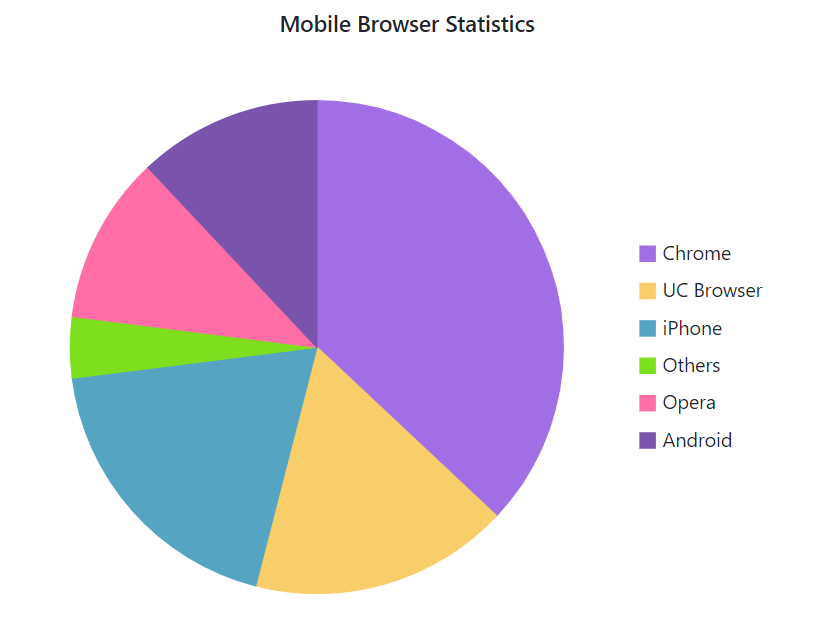 Mobile Browser Statistics
Chrome
UC Browser
iPhone
Others
Opera
Android